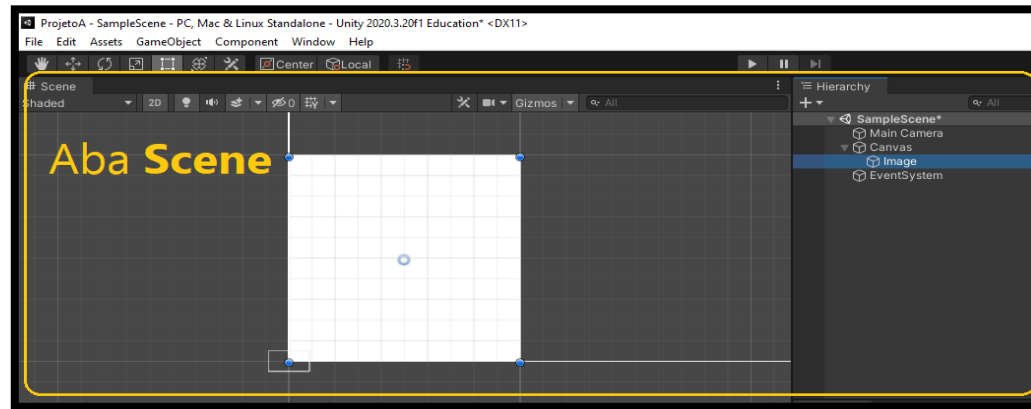 ProjetoA - SampleScene - PC, Mac & Linux Standalone - Unity 2020.3.20f1 Education* <DX11>
File Edit Assets GameObject Component Window Help
Center Local
# Scene
Shaded 2D 0 Gizmos All
Hierarchy
+ All
SampleScene*
Main Camera
Canvas
Image
EventSystem
Aba Scene